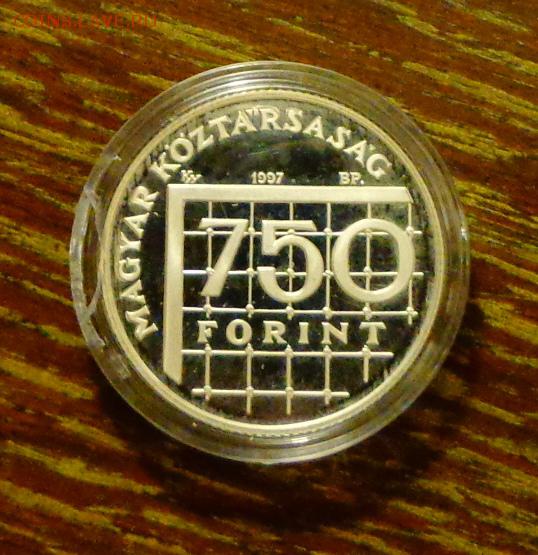 MAGYAR KÖZTÁRSASÁG
1997 BP.
750
FORINT